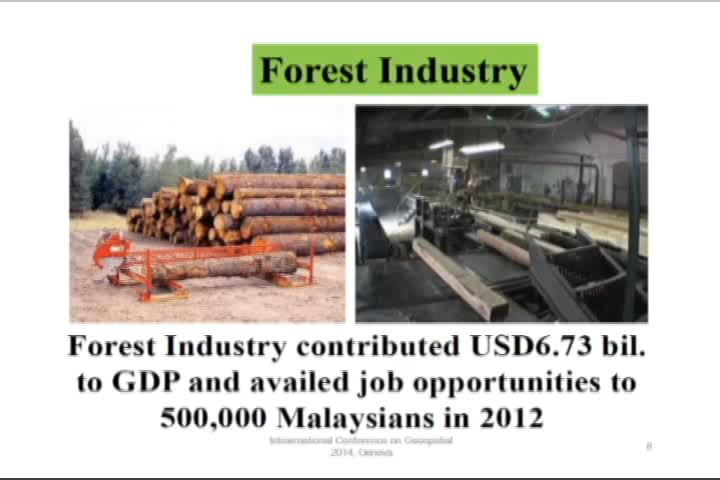 Forest Industry
Forest Industry contributed USD6.73 bil.
to GDP and availed job opportunities to
500,000 Malaysians in 2012
International Conference on Geospatial
2014, Geneva
8